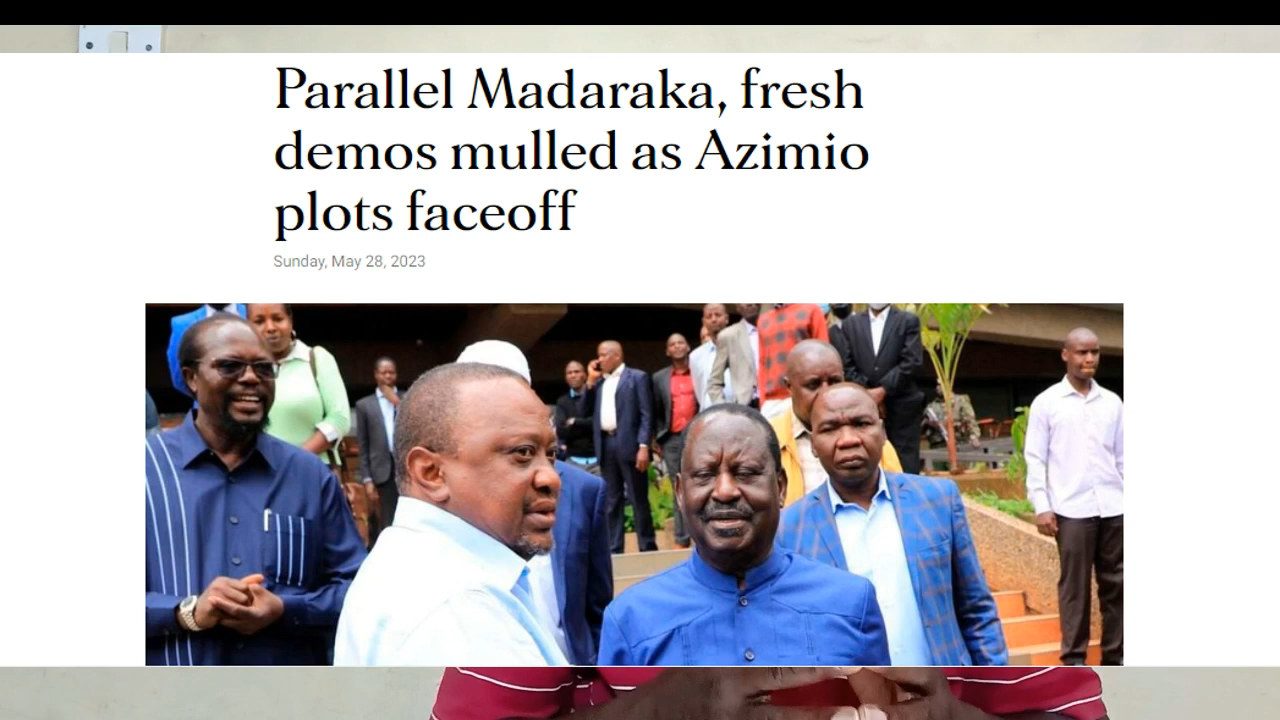 Parallel Madaraka, fresh
demos mulled as Azimio
plots faceoff
Sunday, May 28, 2023